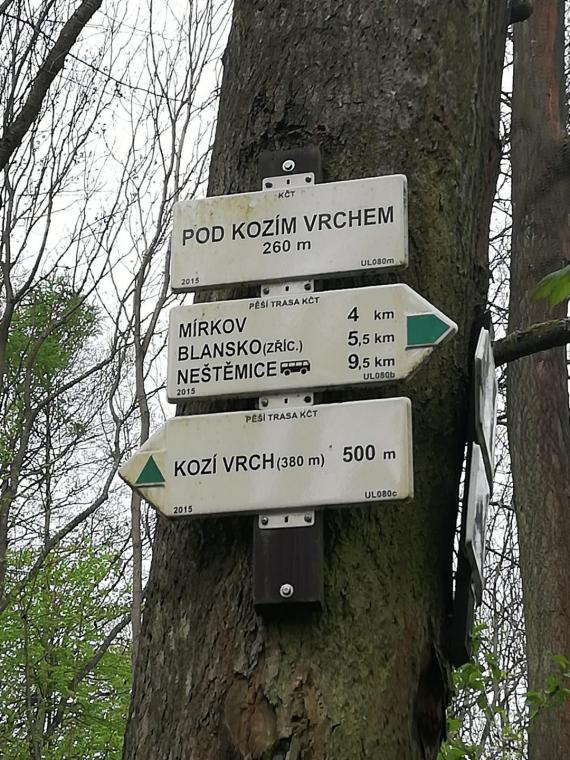 KČT
POD KOZÍM VRCHEM
260 m
2015 UL080m
PĚŠÍ TRASA KČT
MÍRKOV 4 km
BLANSKO (ZŘÍC.) 5,5 km
NEŠTĚMICE 9,5 km
2015 UL080b
PĚŠÍ TRASA KČT
KOZÍ VRCH (380 m) 500 m
2015 UL080c